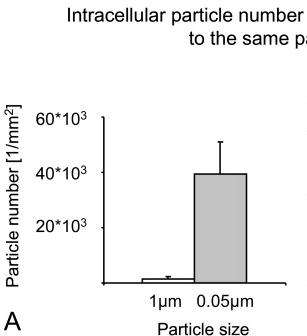 Intracellular particle number
to the same pa
Particle number [1/mm²]
60*10³
40*10³
20*10³
1µm 0.05µm
Particle size
A